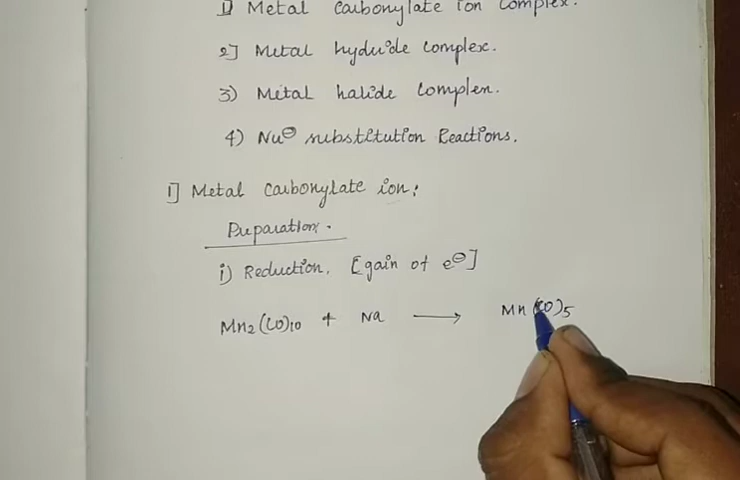 1] Metal carbonylate ion complex.
2] Metal hydride complex.
3) Metal halide complex.
4) Nu⊖ substitution Reactions.
1] Metal carbonylate ion:
Preparation.
i) Reduction. [gain of e⊖]
Mn2(CO)10 + Na ⟶ Mn(CO)5